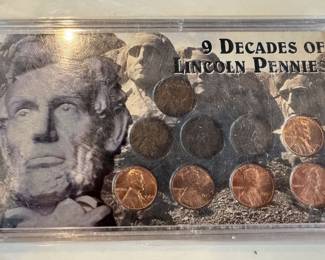 9 DECADES OF
LINCOLN PENNIES